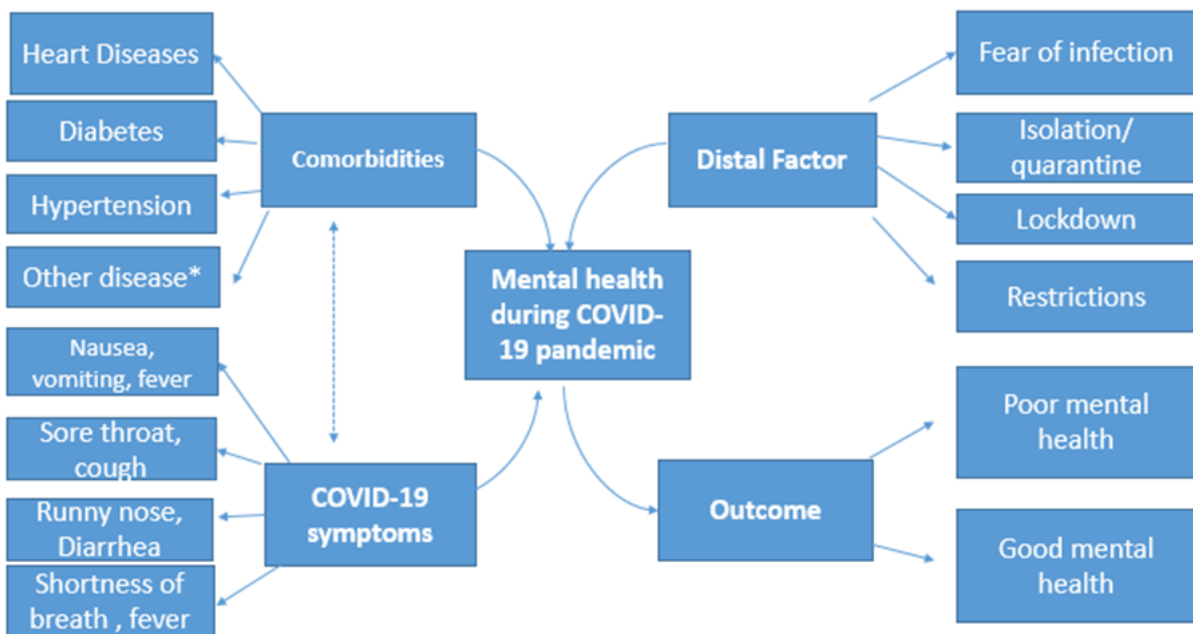 Heart Diseases
Diabetes
Hypertension
Other disease*
Nausea,
vomiting, fever
Sore throat,
cough
Runny nose,
Diarrhea
Shortness of
breath , fever
Comorbidities
COVID-19
symptoms
Mental health
during COVID-
19 pandemic
Distal Factor
Outcome
Fear of infection
Isolation/
quarantine
Lockdown
Restrictions
Poor mental
health
Good mental
health